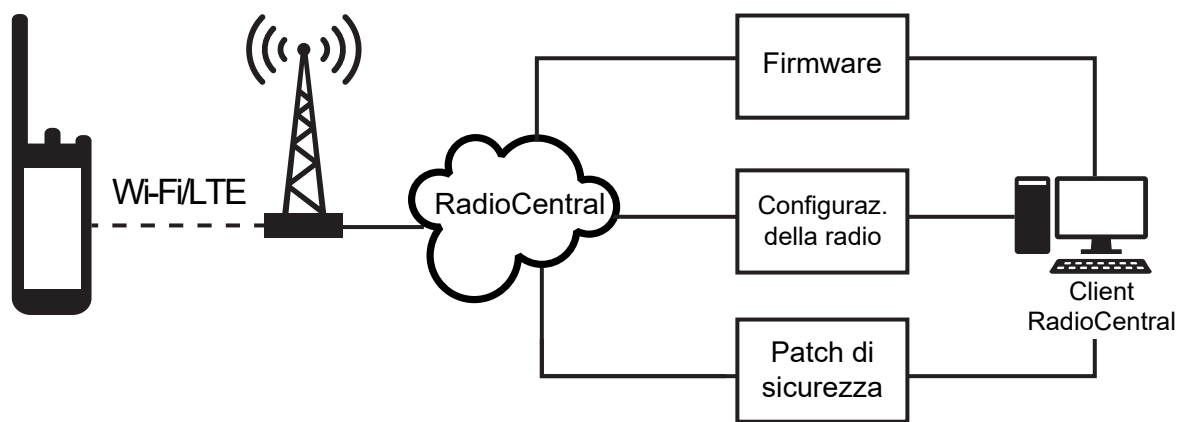 Wi-Fi/LTE
RadioCentral
Firmware
Configuraz.
della radio
Patch di
sicurezza
Client
RadioCentral